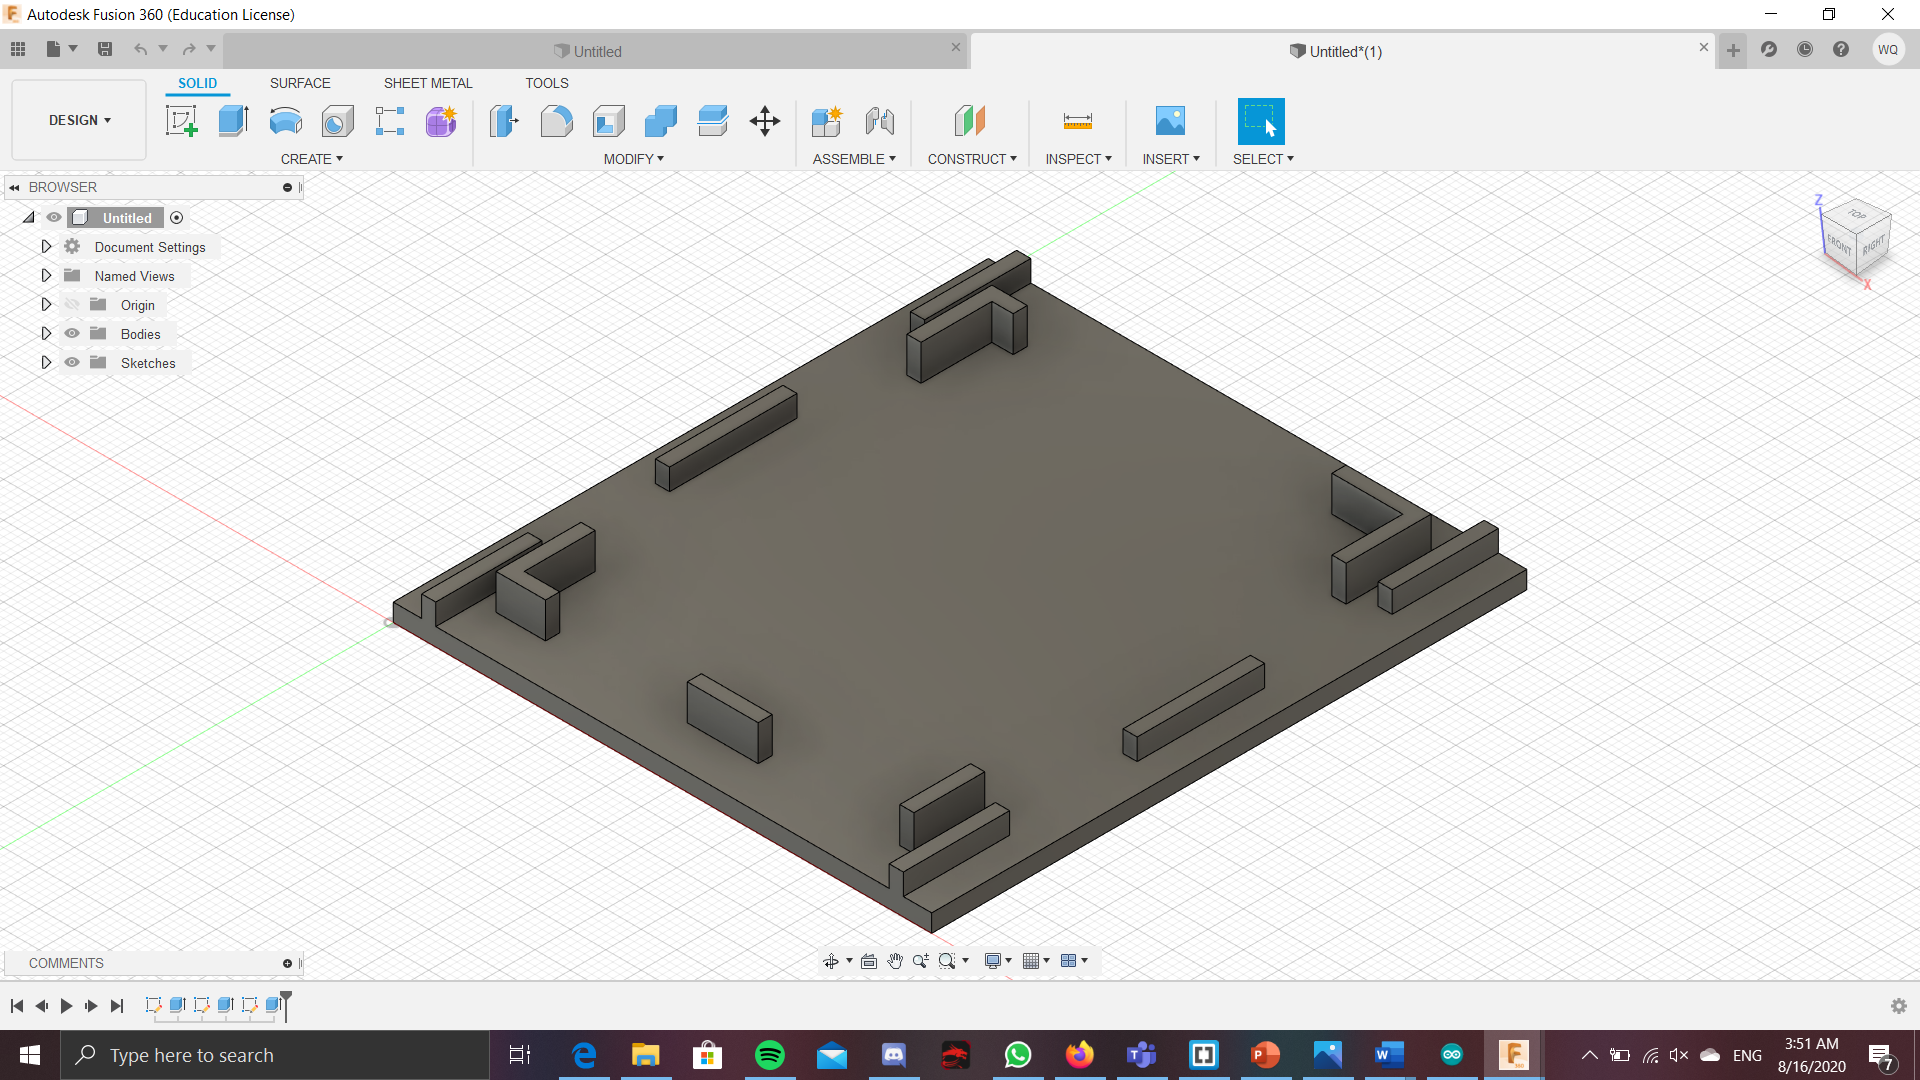 Autodesk Fusion 360 (Education License)
Untitled
Untitled*(1)
WQ
SOLID
SURFACE
SHEET METAL
TOOLS
DESIGN
CREATE
MODIFY
ASSEMBLE
CONSTRUCT
INSPECT
INSERT
SELECT
BROWSER
Untitled
Document Settings
Named Views
Origin
Bodies
Sketches
Z
TOP
FRONT
RIGHT
X
COMMENTS
Type here to search
ENG
3:51 AM
8/16/2020
7